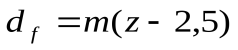 d_f = m(z − 2,5)